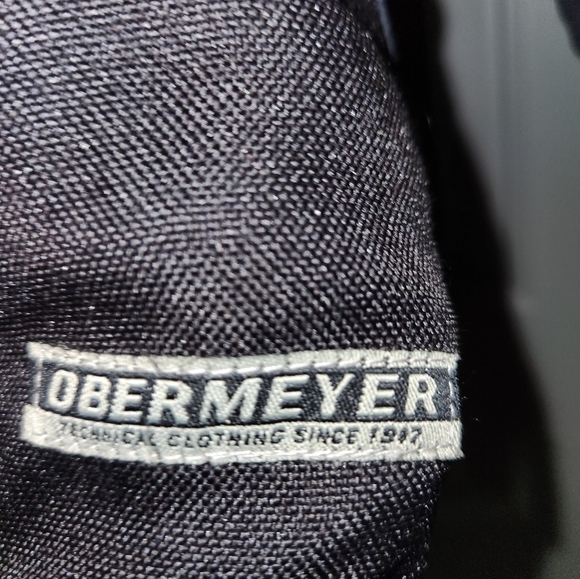 OBERMEYER
TECHNICAL CLOTHING SINCE 1947